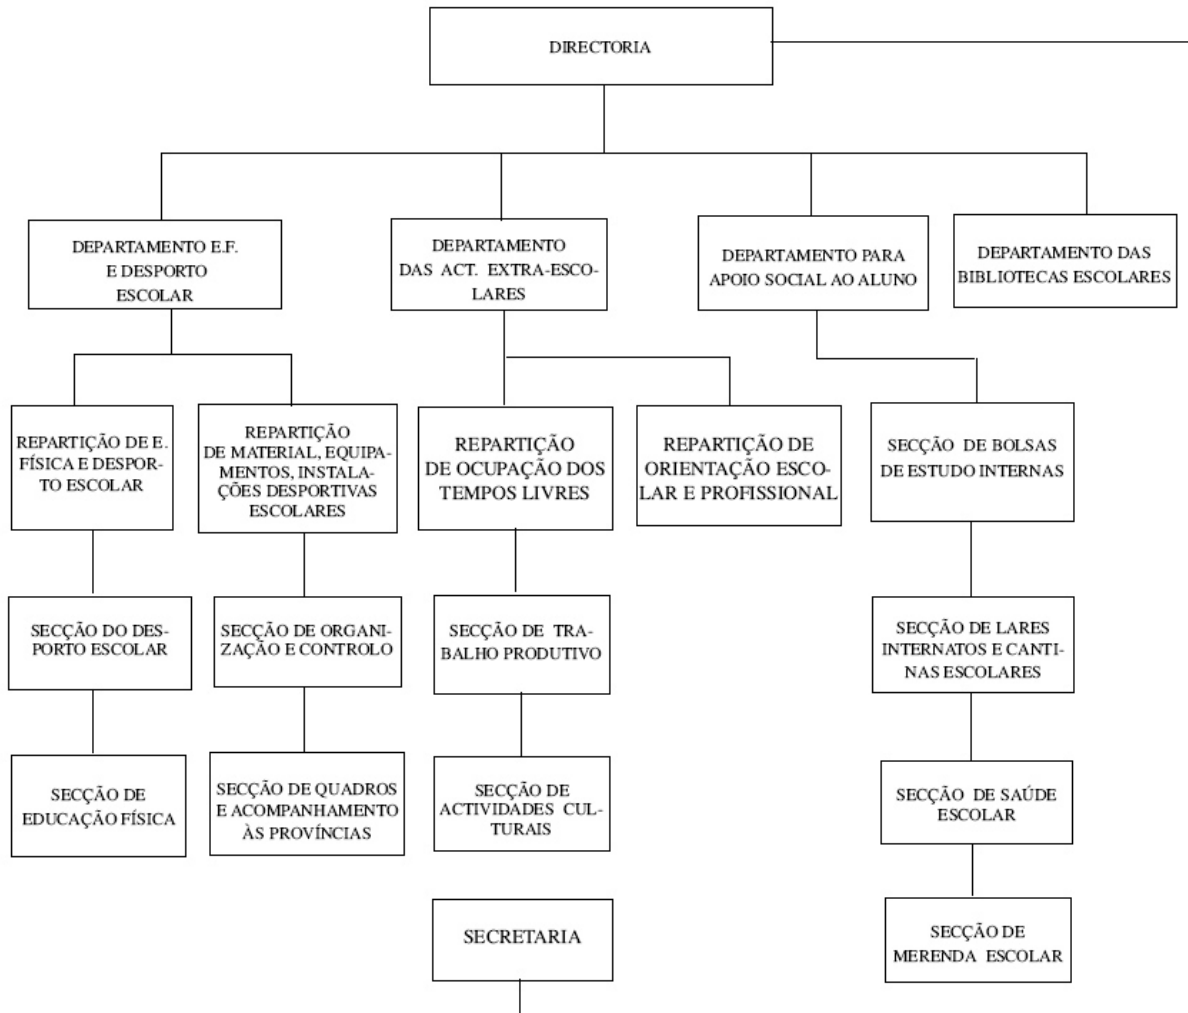 DIRECTORIA
DEPARTAMENTO E.F.
E DESPORTO
ESCOLAR
DEPARTAMENTO
DAS ACT. EXTRA-ESCO-
LARES
DEPARTAMENTO PARA
APOIO SOCIAL AO ALUNO
DEPARTAMENTO DAS
BIBLIOTECAS ESCOLARES
REPARTIÇÃO DE E.
FÍSICA E DESPOR-
TO ESCOLAR
REPARTIÇÃO
DE MATERIAL, EQUIPA-
MENTOS, INSTALA-
ÇÕES DESPORTIVAS
ESCOLARES
REPARTIÇÃO
DE OCUPAÇÃO DOS
TEMPOS LIVRES
REPARTIÇÃO DE
ORIENTAÇÃO ESCO-
LAR E PROFISSIONAL
SECÇÃO DE BOLSAS
DE ESTUDO INTERNAS
SECÇÃO DO DES-
PORTO ESCOLAR
SECÇÃO DE ORGANI-
ZAÇÃO E CONTROLO
SECÇÃO DE TRA-
BALHO PRODUTIVO
SECÇÃO DE LARES
INTERNATOS E CANTI-
NAS ESCOLARES
SECÇÃO DE
EDUCAÇÃO FÍSICA
SECÇÃO DE QUADROS
E ACOMPANHAMENTO
ÀS PROVÍNCIAS
SECÇÃO DE
ACTIVIDADES CUL-
TURAIS
SECÇÃO DE SAÚDE
ESCOLAR
SECRETARIA
SECÇÃO DE
MERENDA ESCOLAR